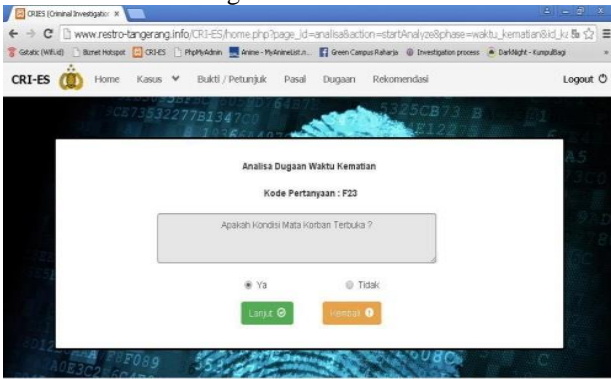 CRIES (Criminal Investigation
www.restro-tangerang.info/CRI-ES/home.php?page_id=analisa&action=startAnalyze&phase=waktu_kematian&id_ka
Gstatic (Wifi.id) Biznet Hotspot CRI-ES PhpMyAdmin Anime - MyAnimeList.n... Green Campus Raharja Investigation process DarkNight - KumpulBagi »
CRI-ES Home Kasus Bukti / Petunjuk Pasal Dugaan Rekomendasi Logout
Analisa Dugaan Waktu Kematian
Kode Pertanyaan : F23
Apakah Kondisi Mata Korban Terbuka ?
Ya Tidak
Lanjut Kembali